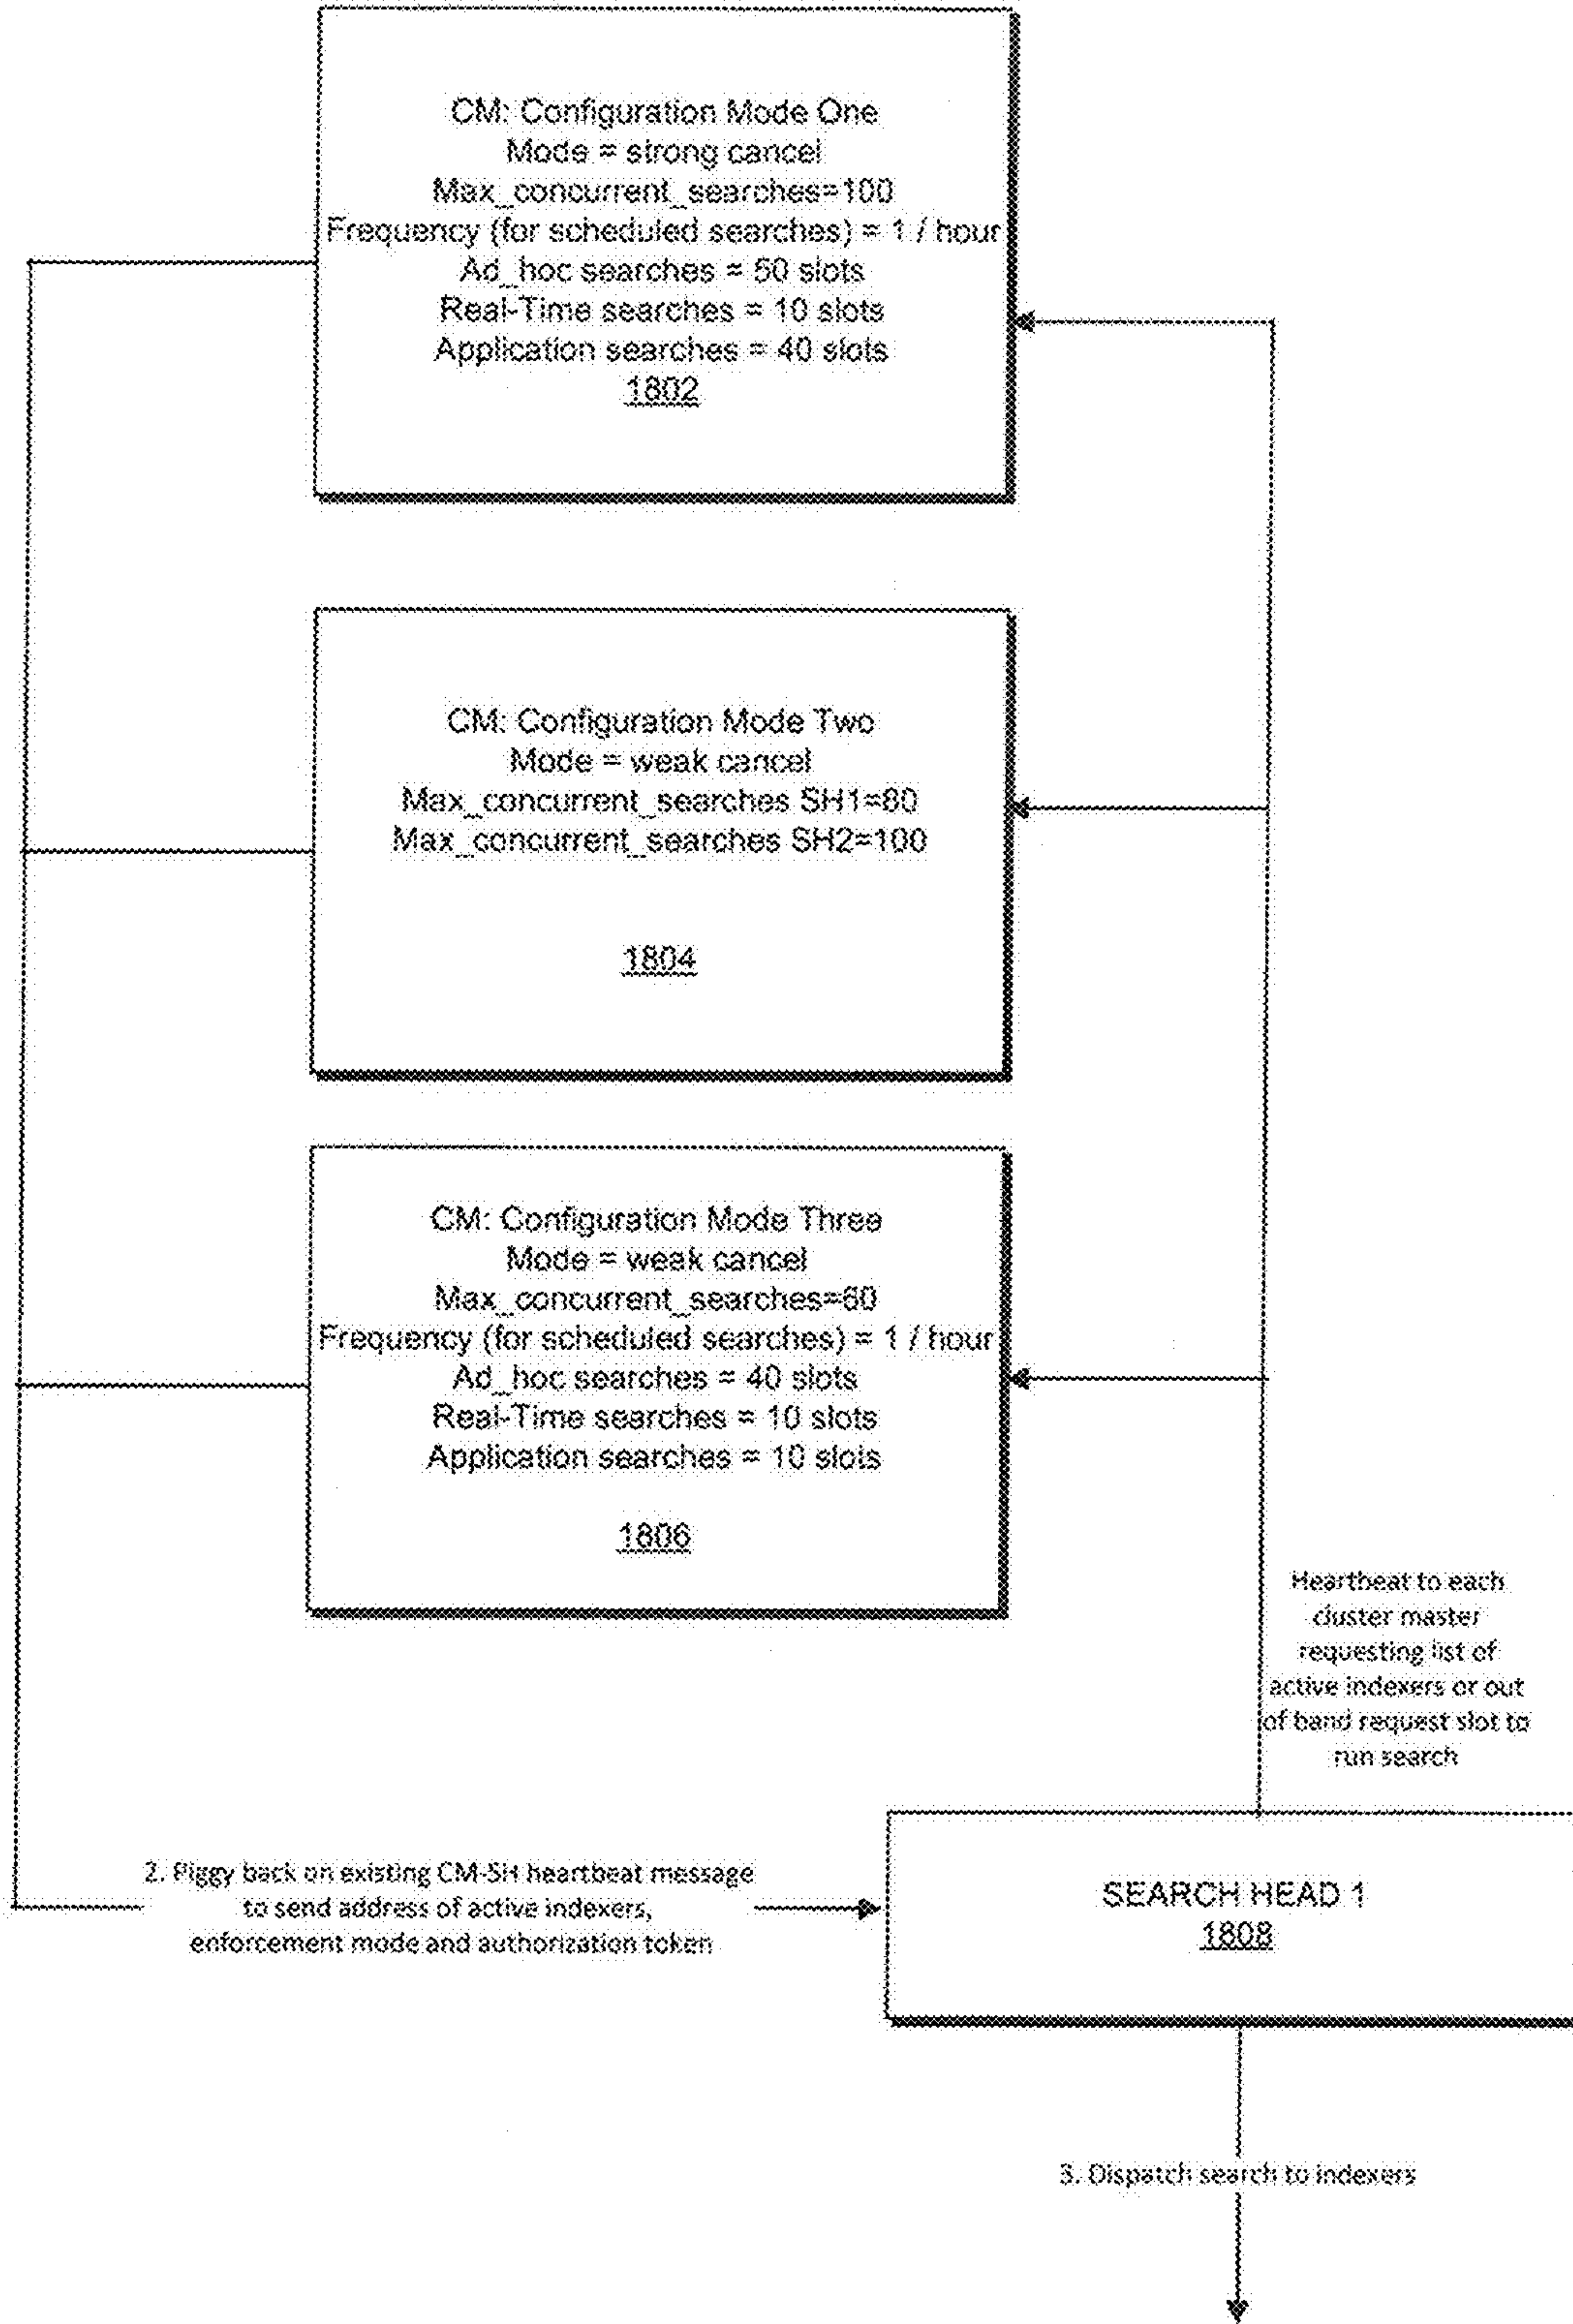 CM: Configuration Mode One
Mode = strong cancel
Max_concurrent_searches=100
Frequency (for scheduled searches) = 1 / hour
Ad_hoc searches = 50 slots
Real-Time searches = 10 slots
Application searches = 40 slots
1802
CM: Configuration Mode Two
Mode = weak cancel
Max_concurrent_searches SH1=80
Max_concurrent_searches SH2=100
1804
CM: Configuration Mode Three
Mode = weak cancel
Max_concurrent_searches=60
Frequency (for scheduled searches) = 1 / hour
Ad_hoc searches = 40 slots
Real-Time searches = 10 slots
Application searches = 10 slots
1806
Heartbeat to each
cluster master
requesting list of
active indexers or out
of band request slot to
run search
2. Piggy back on existing CM-SH heartbeat message
to send address of active indexers,
enforcement mode and authorization token
SEARCH HEAD 1
1808
3. Dispatch search to indexers